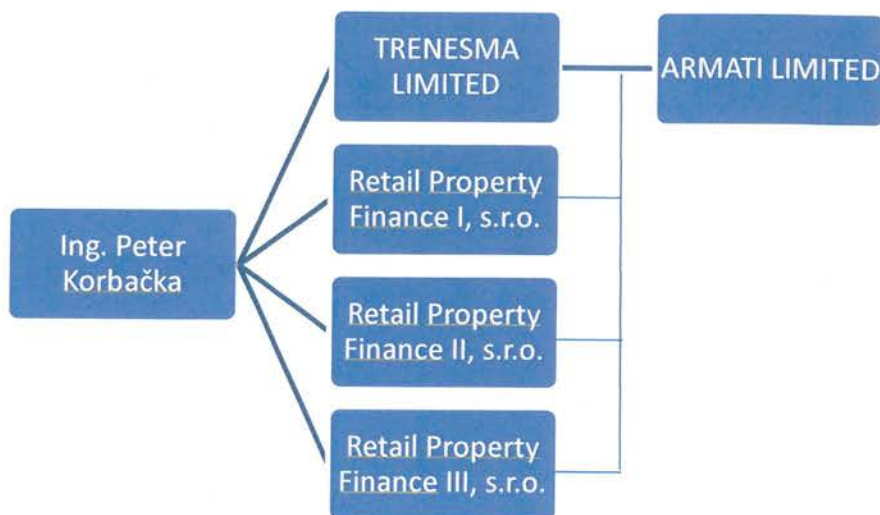 TRENESMA
LIMITED
ARMATI LIMITED
Retail Property
Finance I, s.r.o.
Ing. Peter
Korbačka
Retail Property
Finance II, s.r.o.
Retail Property
Finance III, s.r.o.